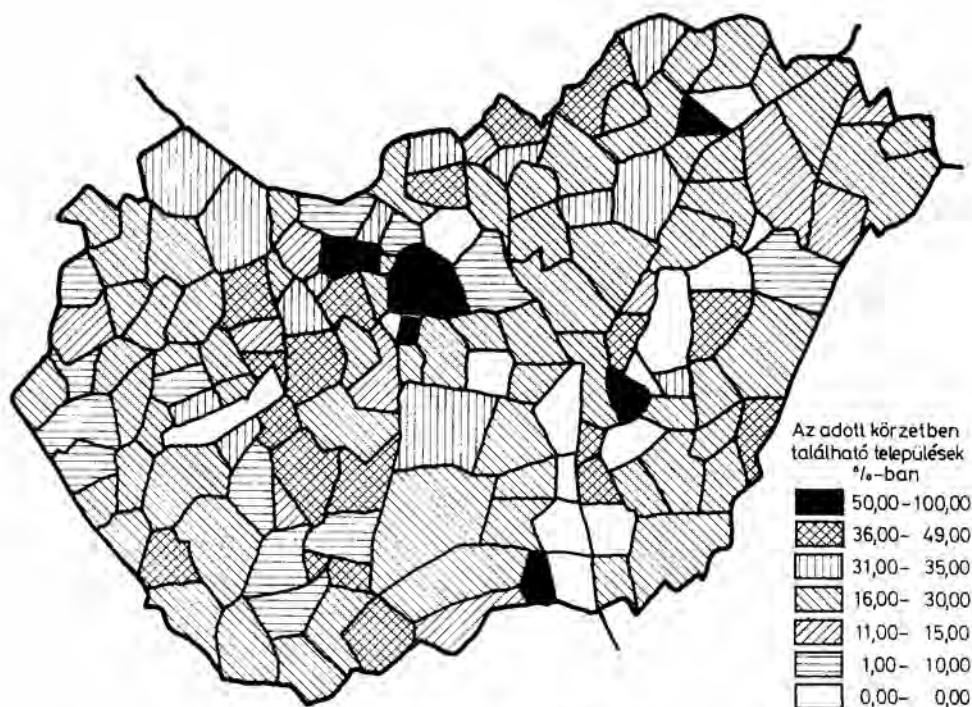 Az adott körzetben
található települések
%-ban
50,00-100,00
36,00- 49,00
31,00- 35,00
16,00- 30,00
11,00- 15,00
1,00- 10,00
0,00- 0,00